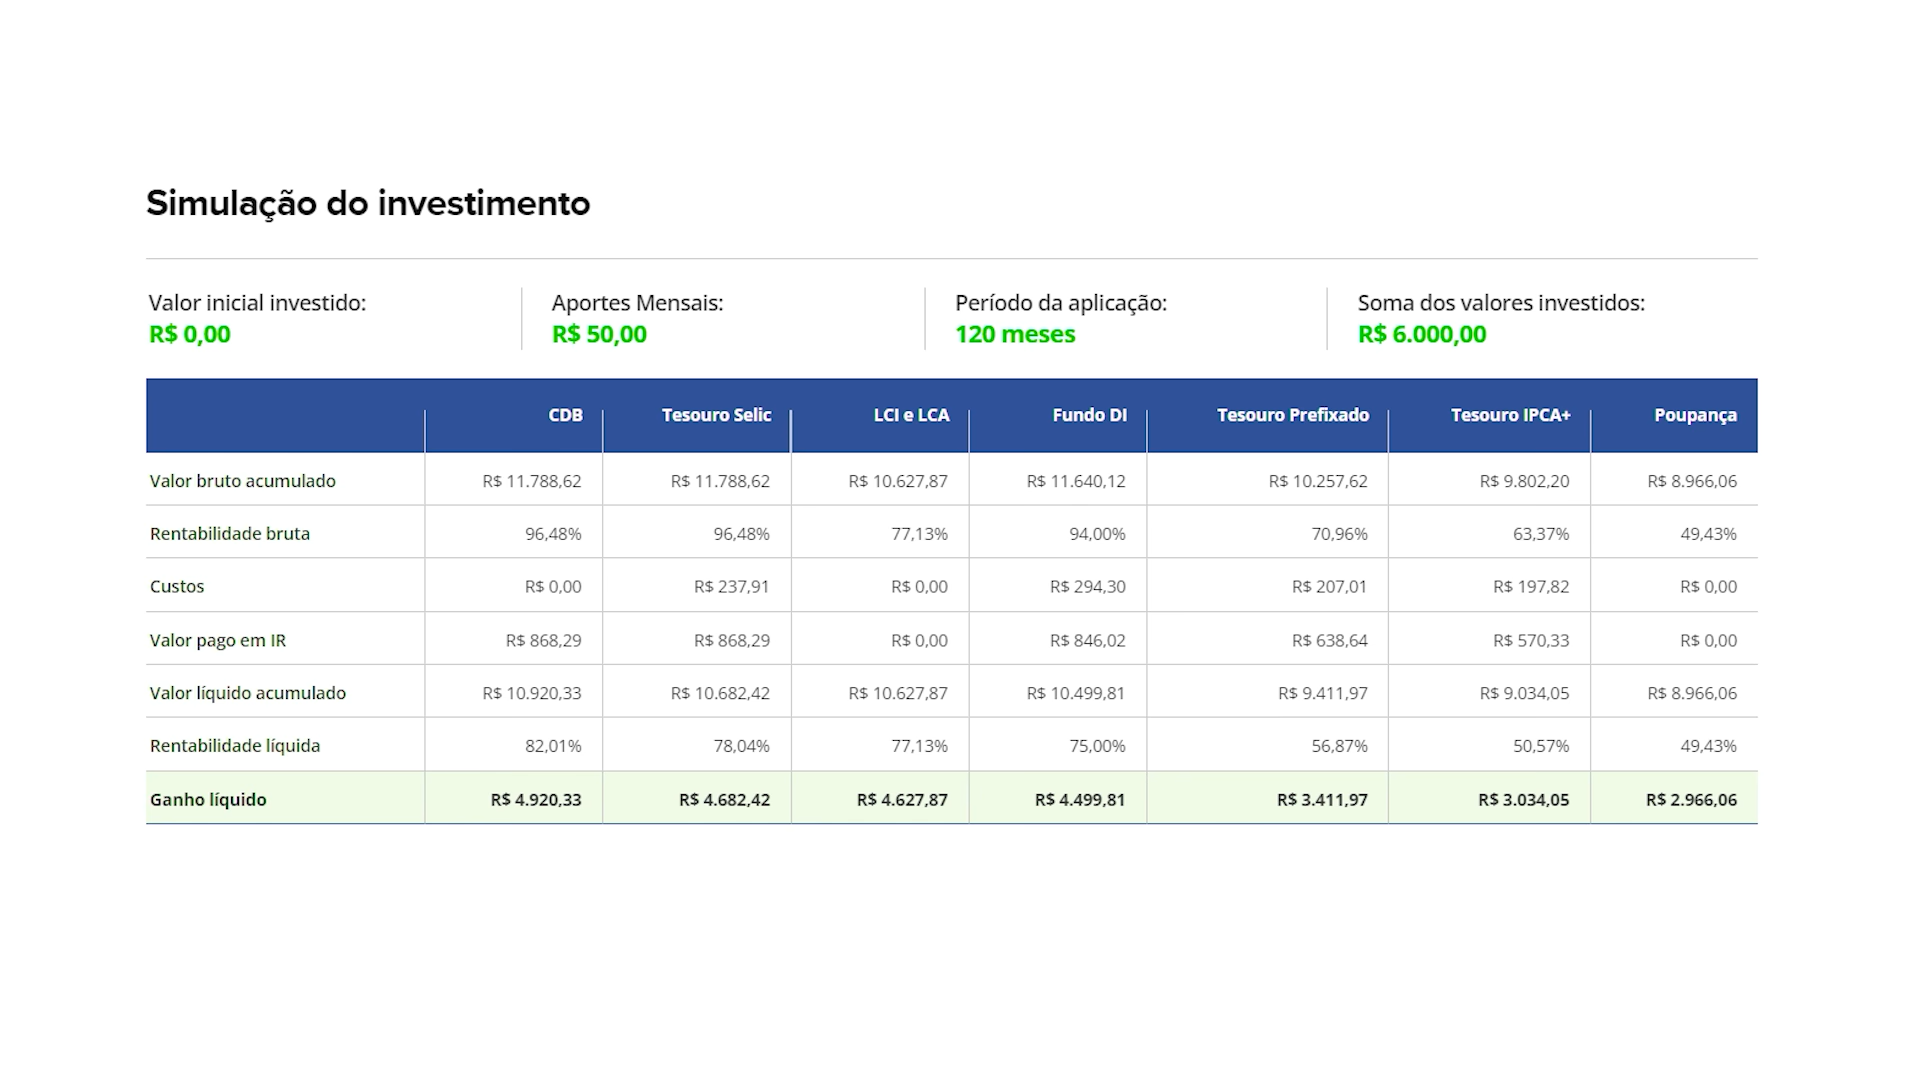 Simulação do investimento
Valor inicial investido: Aportes Mensais: Período da aplicação: Soma dos valores investidos:
R$ 0,00 R$ 50,00 120 meses R$ 6.000,00
CDB Tesouro Selic LCI e LCA Fundo DI Tesouro Prefixado Tesouro IPCA+ Poupança
Valor bruto acumulado R$ 11.788,62 R$ 11.788,62 R$ 10.627,87 R$ 11.640,12 R$ 10.257,62 R$ 9.802,20 R$ 8.966,06
Rentabilidade bruta 96,48% 96,48% 77,13% 94,00% 70,96% 63,37% 49,43%
Custos R$ 0,00 R$ 237,91 R$ 0,00 R$ 294,30 R$ 207,01 R$ 197,82 R$ 0,00
Valor pago em IR R$ 868,29 R$ 868,29 R$ 0,00 R$ 846,02 R$ 638,64 R$ 570,33 R$ 0,00
Valor líquido acumulado R$ 10.920,33 R$ 10.682,42 R$ 10.627,87 R$ 10.499,81 R$ 9.411,97 R$ 9.034,05 R$ 8.966,06
Rentabilidade líquida 82,01% 78,04% 77,13% 75,00% 56,87% 50,57% 49,43%
Ganho líquido R$ 4.920,33 R$ 4.682,42 R$ 4.627,87 R$ 4.499,81 R$ 3.411,97 R$ 3.034,05 R$ 2.966,06